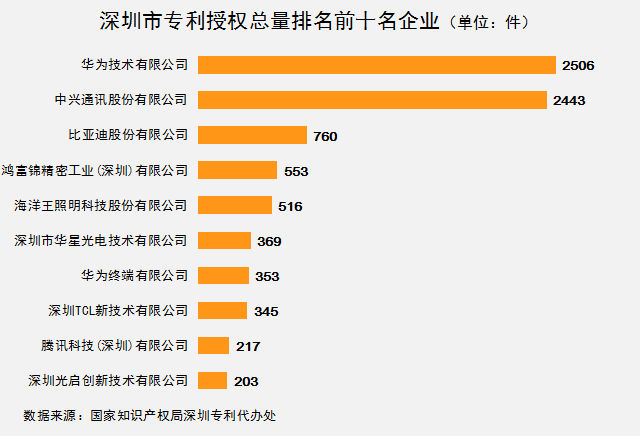 深圳市专利授权总量排名前十名企业（单位：件）
华为技术有限公司 2506
中兴通讯股份有限公司 2443
比亚迪股份有限公司 760
鸿富锦精密工业(深圳)有限公司 553
海洋王照明科技股份有限公司 516
深圳市华星光电技术有限公司 369
华为终端有限公司 353
深圳TCL新技术有限公司 345
腾讯科技(深圳)有限公司 217
深圳光启创新技术有限公司 203
数据来源：国家知识产权局深圳专利代办处